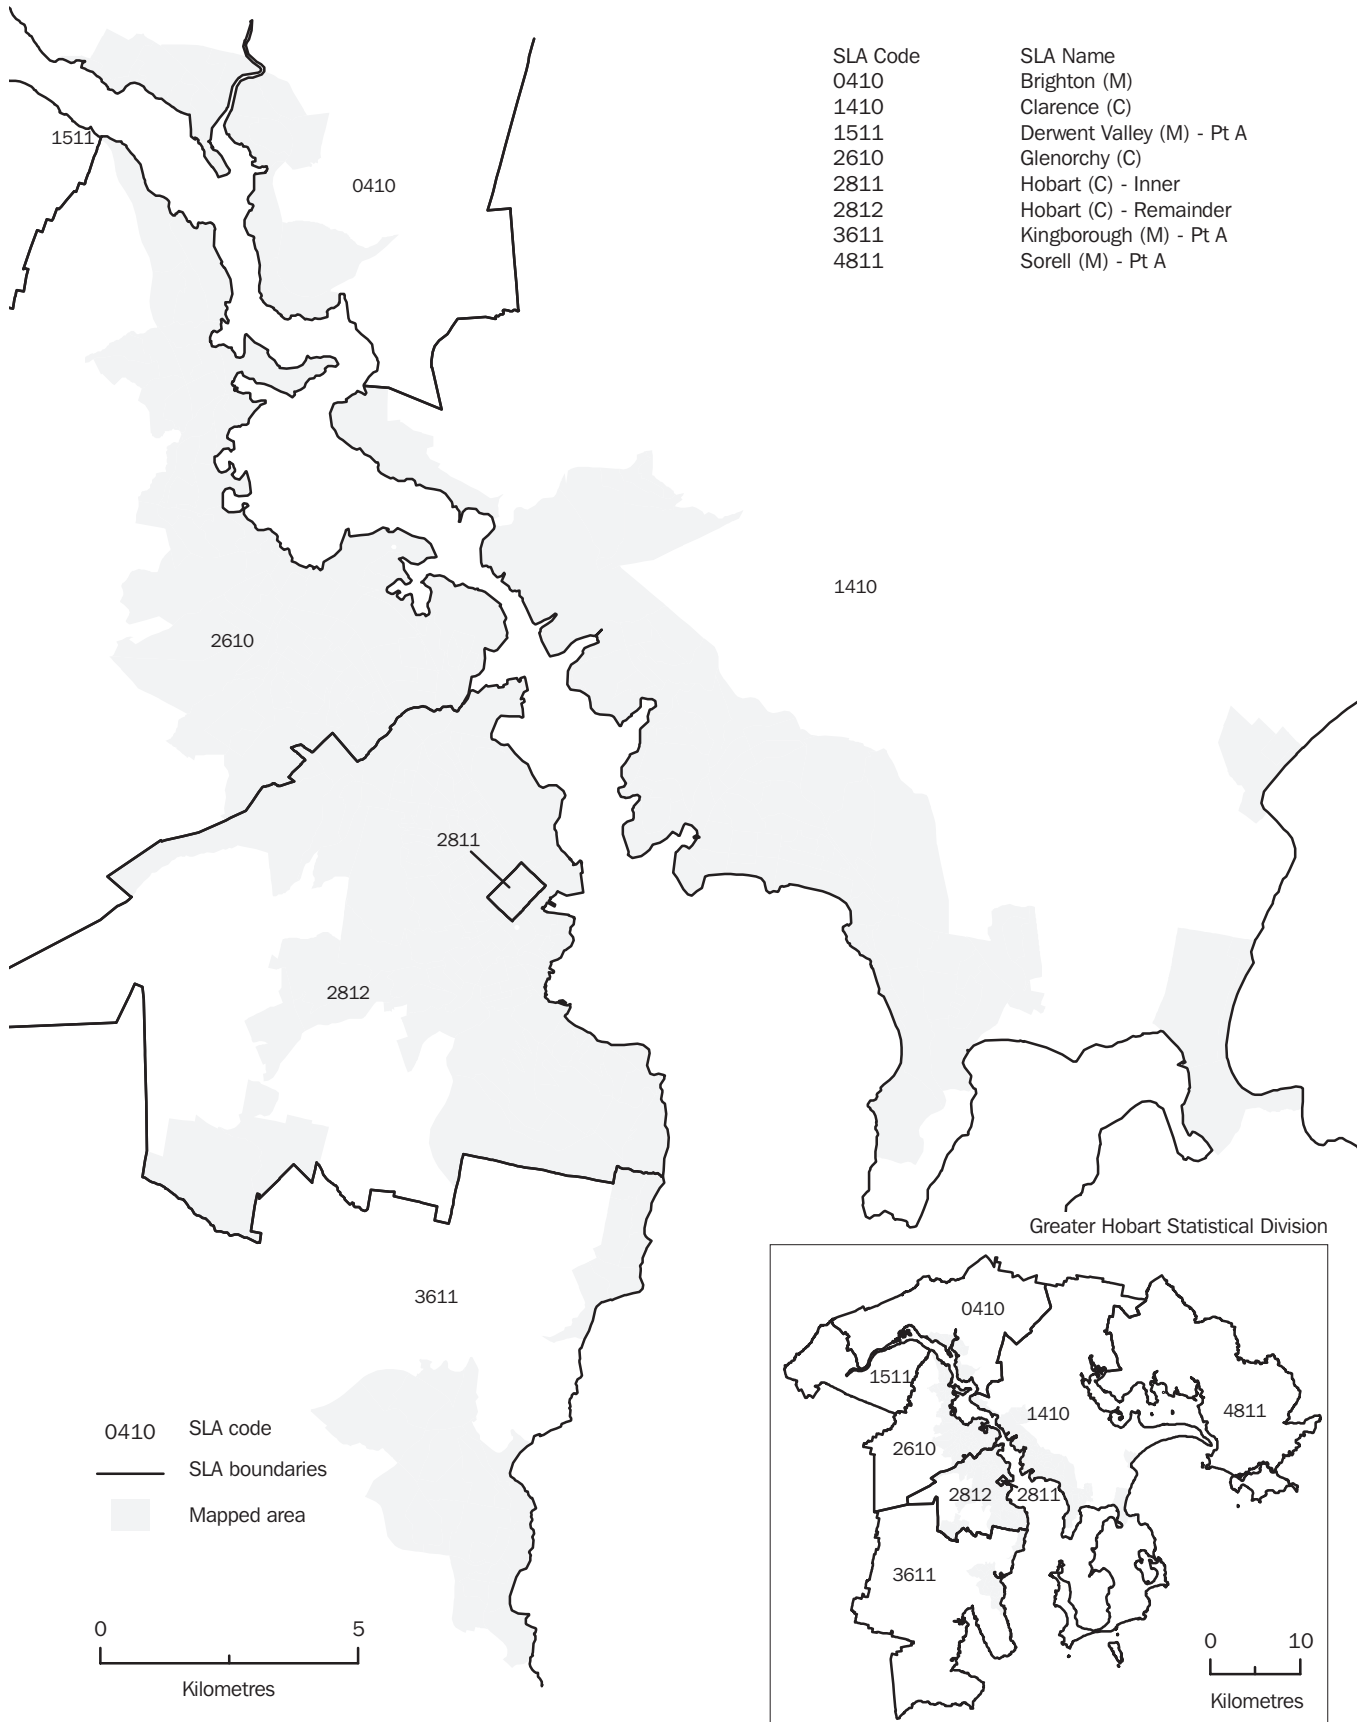 SLA Code SLA Name
0410 Brighton (M)
1410 Clarence (C)
1511 Derwent Valley (M) - Pt A
2610 Glenorchy (C)
2811 Hobart (C) - Inner
2812 Hobart (C) - Remainder
3611 Kingborough (M) - Pt A
4811 Sorell (M) - Pt A
1511
0410
1410
2610
2811
2812
3611
0410 SLA code
SLA boundaries
Mapped area
0 5
Kilometres
Greater Hobart Statistical Division
0410
1511
1410
4811
2610
2812
2811
3611
0 10
Kilometres